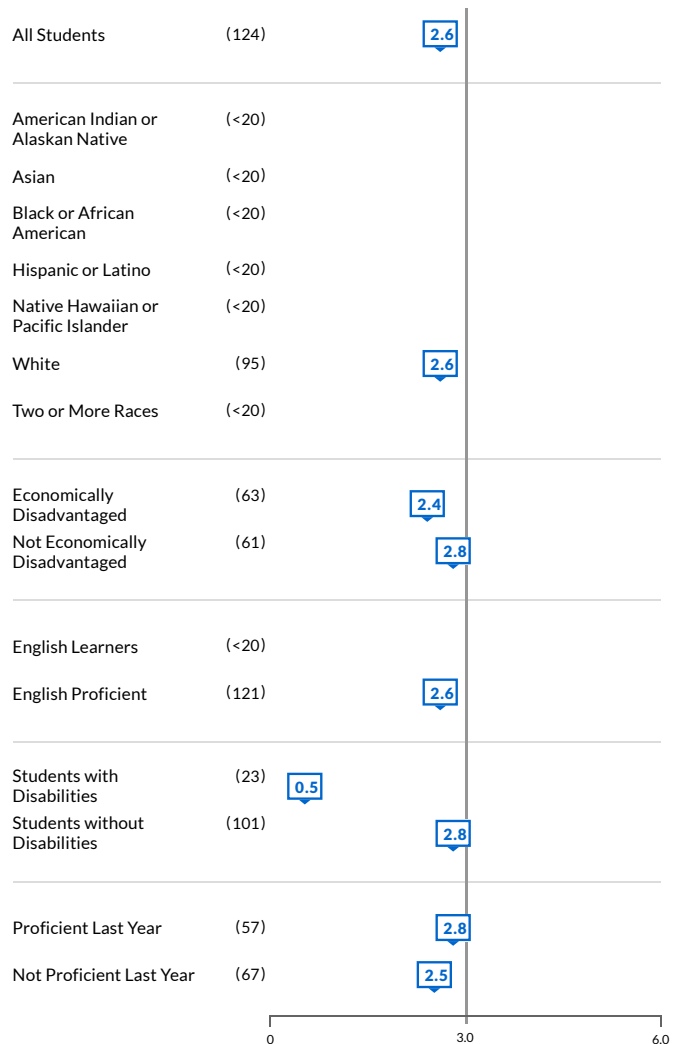 All Students (124) 2.6
American Indian or (<20)
Alaskan Native
Asian (<20)
Black or African (<20)
American
Hispanic or Latino (<20)
Native Hawaiian or (<20)
Pacific Islander
White (95) 2.6
Two or More Races (<20)
Economically (63) 2.4
Disadvantaged
Not Economically (61) 2.8
Disadvantaged
English Learners (<20)
English Proficient (121) 2.6
Students with (23) 0.5
Disabilities
Students without (101) 2.8
Disabilities
Proficient Last Year (57) 2.8
Not Proficient Last Year (67) 2.5
0 3.0 6.0